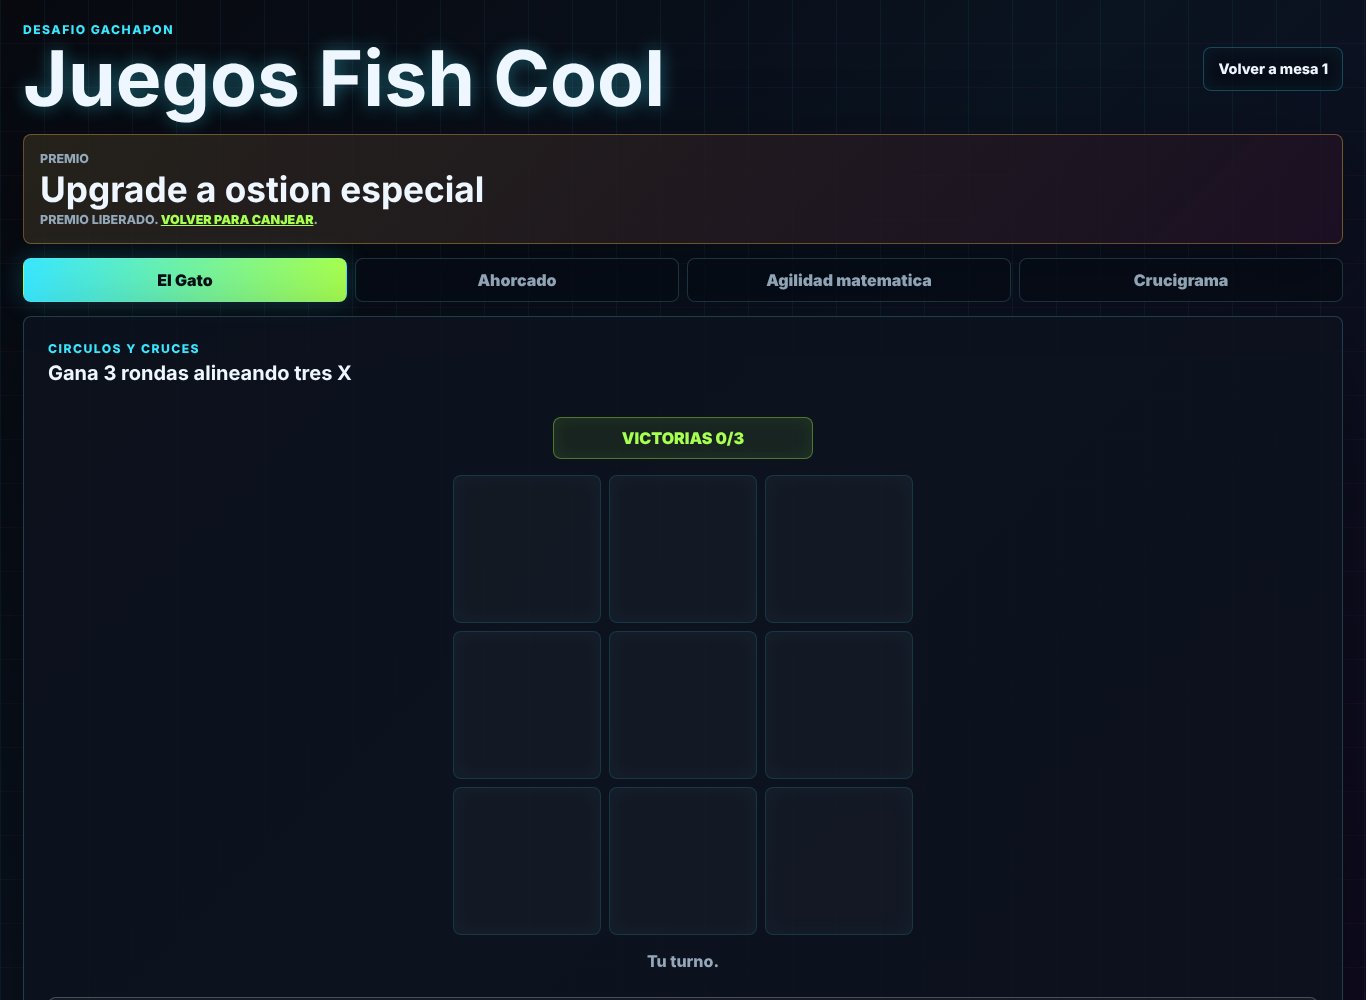 DESAFIO GACHAPON
Juegos Fish Cool
Volver a mesa 1
PREMIO
Upgrade a ostion especial
PREMIO LIBERADO. VOLVER PARA CANJEAR.
El Gato
Ahorcado
Agilidad matematica
Crucigrama
CIRCULOS Y CRUCES
Gana 3 rondas alineando tres X
VICTORIAS 0/3
Tu turno.